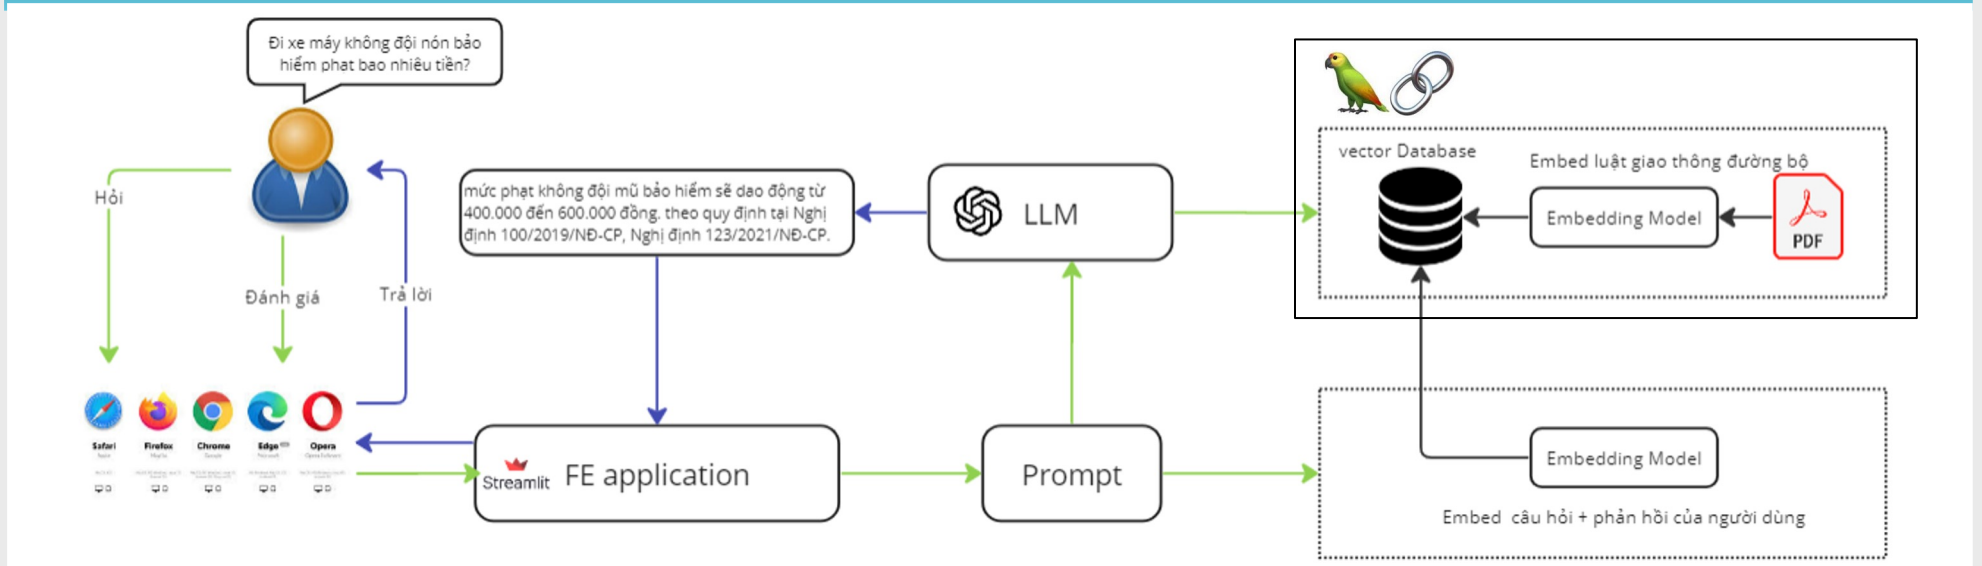 Đi xe máy không đội nón bảo
hiểm phạt bao nhiêu tiền?
Hỏi
Đánh giá
Trả lời
mức phạt không đội mũ bảo hiểm sẽ dao động từ
400.000 đến 600.000 đồng. theo quy định tại Nghị
định 100/2019/NĐ-CP, Nghị định 123/2021/NĐ-CP.
LLM
vector Database
Embed luật giao thông đường bộ
Embedding Model
PDF
Safari
Firefox
Chrome
Edge
Opera
Streamlit
FE application
Prompt
Embedding Model
Embed câu hỏi + phản hồi của người dùng